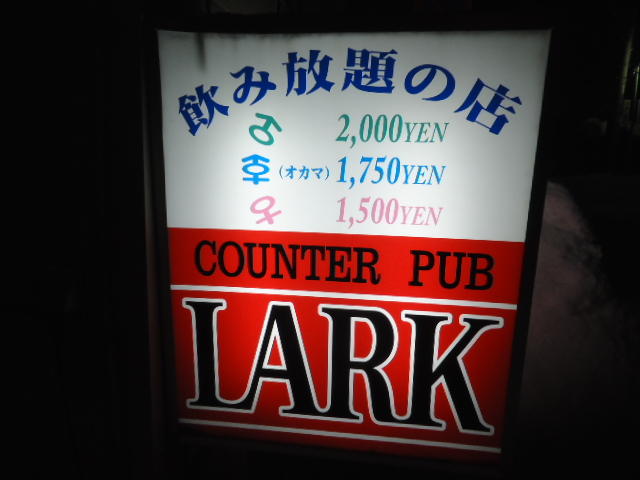 飲み放題の店
♂ 2,000YEN
(オカマ) 1,750YEN
♀ 1,500YEN
COUNTER PUB
LARK